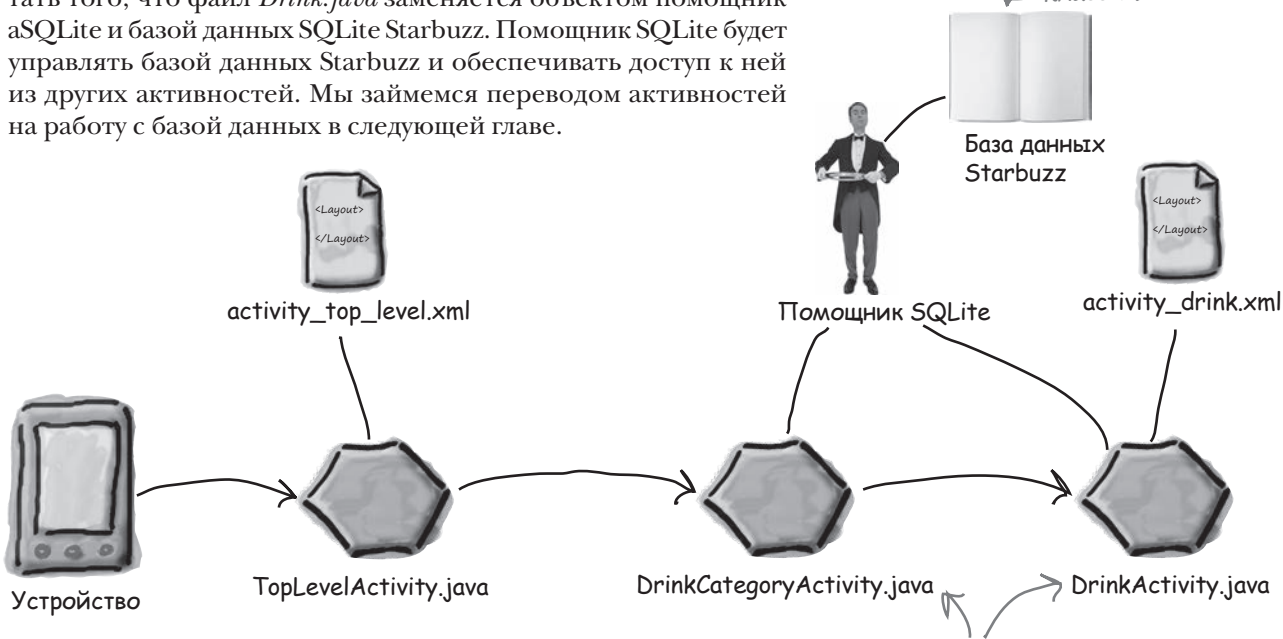 тать того, что файл Drink.java заменяется объектом помощник
aSQLite и базой данных SQLite Starbuzz. Помощник SQLite будет
управлять базой данных Starbuzz и обеспечивать доступ к ней
из других активностей. Мы займемся переводом активностей
на работу с базой данных в следующей главе.
База данных
Starbuzz
<Layout>
</Layout>
activity_top_level.xml
Помощник SQLite
<Layout>
</Layout>
activity_drink.xml
Устройство
TopLevelActivity.java
DrinkCategoryActivity.java
DrinkActivity.java